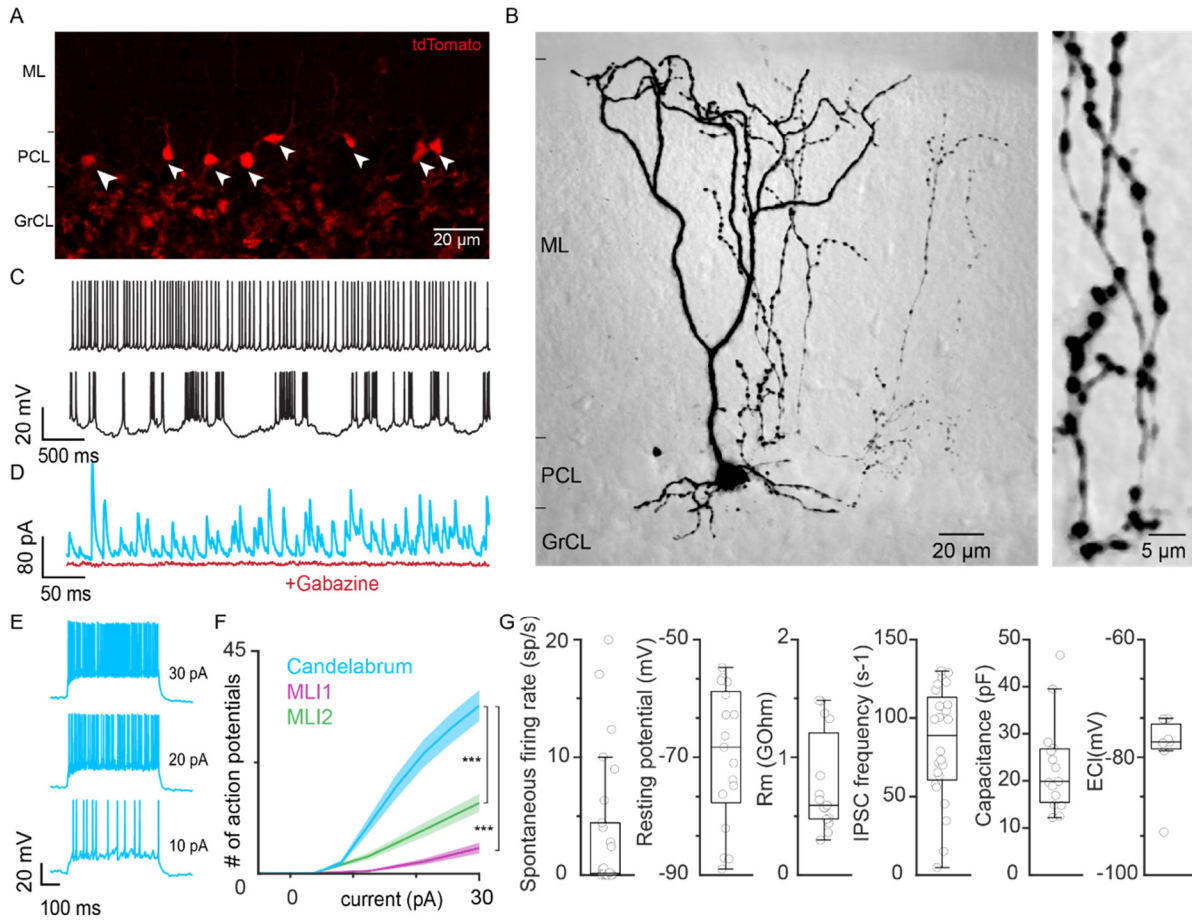 A
tdTomato
ML
PCL
GrCL
20 µm
B
ML
PCL
GrCL
20 µm
5 µm
C
20 mV
500 ms
D
80 pA
50 ms
+Gabazine
E
30 pA
20 pA
10 pA
20 mV
100 ms
F
45
Candelabrum
MLI1
MLI2
***
***
# of action potentials
0
0
30
current (pA)
G
Spontaneous firing rate (sp/s)
20
10
0
Resting potential (mV)
-50
-70
-90
Rm (GOhm)
2
1
0
IPSC frequency (s-1)
150
100
50
0
Capacitance (pF)
50
40
30
20
10
0
ECl(mV)
-60
-80
-100